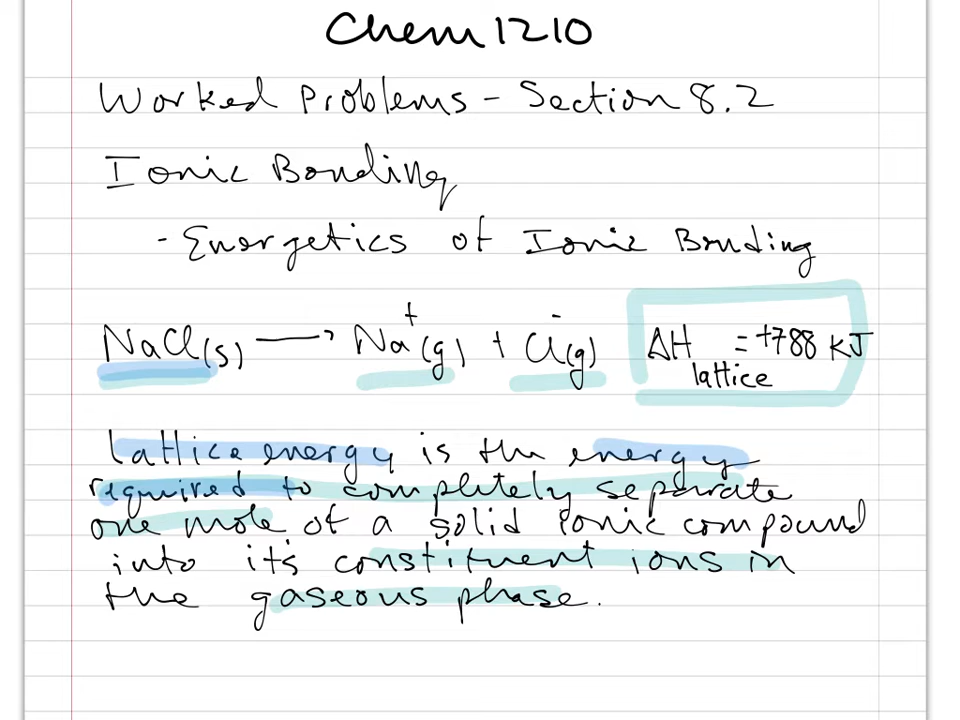 Chem 1210
Worked Problems - Section 8.2
Ionic Bonding
- Energetics of Ionic Bonding
NaCl(s) → Na⁺(g) + Cl⁻(g) ΔH lattice = +788 KJ
lattice energy is the energy
required to completely separate
one mole of a solid ionic compound
into its constituent ions in
the gaseous phase.